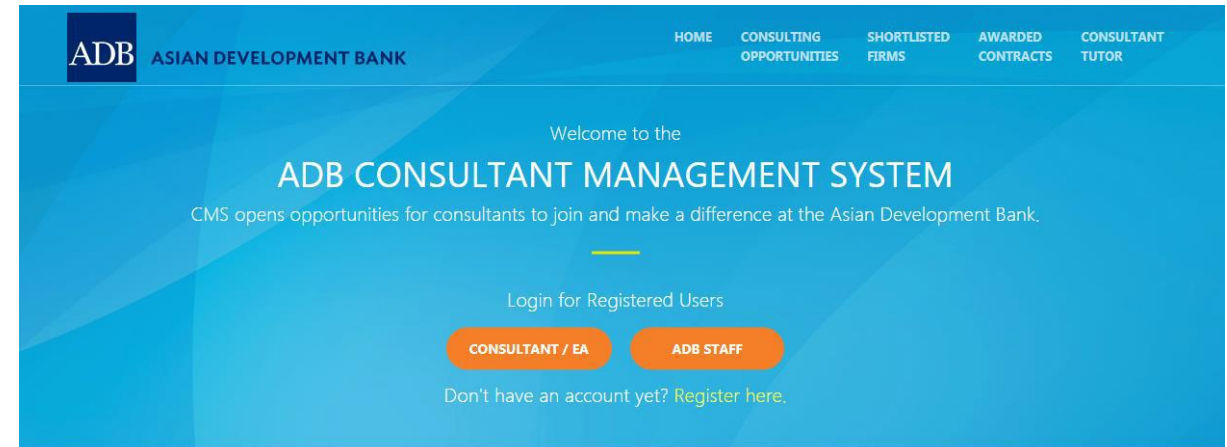 ADB ASIAN DEVELOPMENT BANK
HOME
CONSULTING
OPPORTUNITIES
SHORTLISTED
FIRMS
AWARDED
CONTRACTS
CONSULTANT
TUTOR
Welcome to the
ADB CONSULTANT MANAGEMENT SYSTEM
CMS opens opportunities for consultants to join and make a difference at the Asian Development Bank.
Login for Registered Users
CONSULTANT / EA
ADB STAFF
Don't have an account yet? Register here.